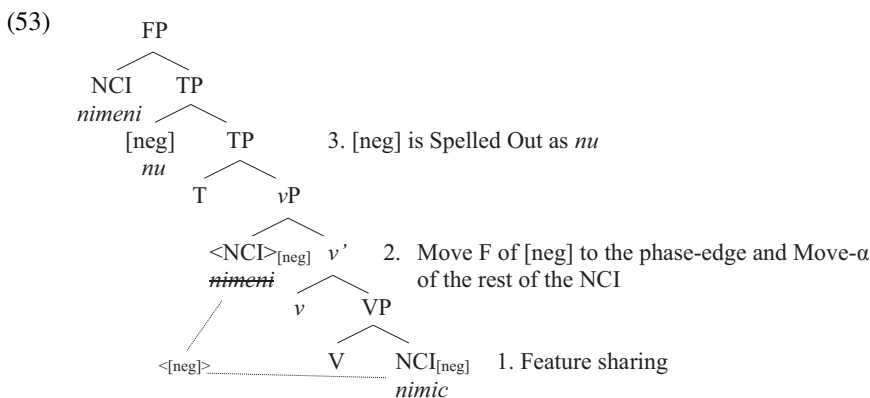 (53)
FP
NCI TP
nimeni
[neg] TP 3. [neg] is Spelled Out as nu
nu
T vP
<NCI>[neg] v’ 2. Move F of [neg] to the phase-edge and Move-α
nimeni of the rest of the NCI
v VP
<[neg]> V NCI[neg] 1. Feature sharing
nimic